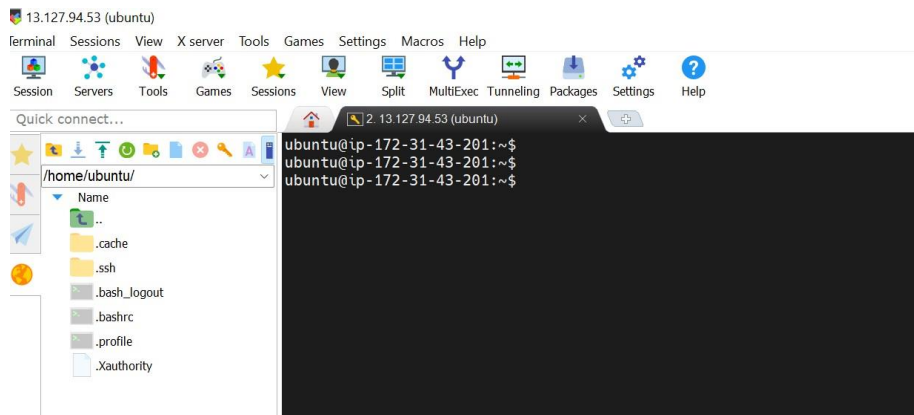 13.127.94.53 (ubuntu)
Terminal Sessions View X server Tools Games Settings Macros Help
Session Servers Tools Games Sessions View Split MultiExec Tunneling Packages Settings Help
Quick connect...
2. 13.127.94.53 (ubuntu)
/home/ubuntu/
Name
..
.cache
.ssh
.bash_logout
.bashrc
.profile
.Xauthority
ubuntu@ip-172-31-43-201:~$
ubuntu@ip-172-31-43-201:~$
ubuntu@ip-172-31-43-201:~$